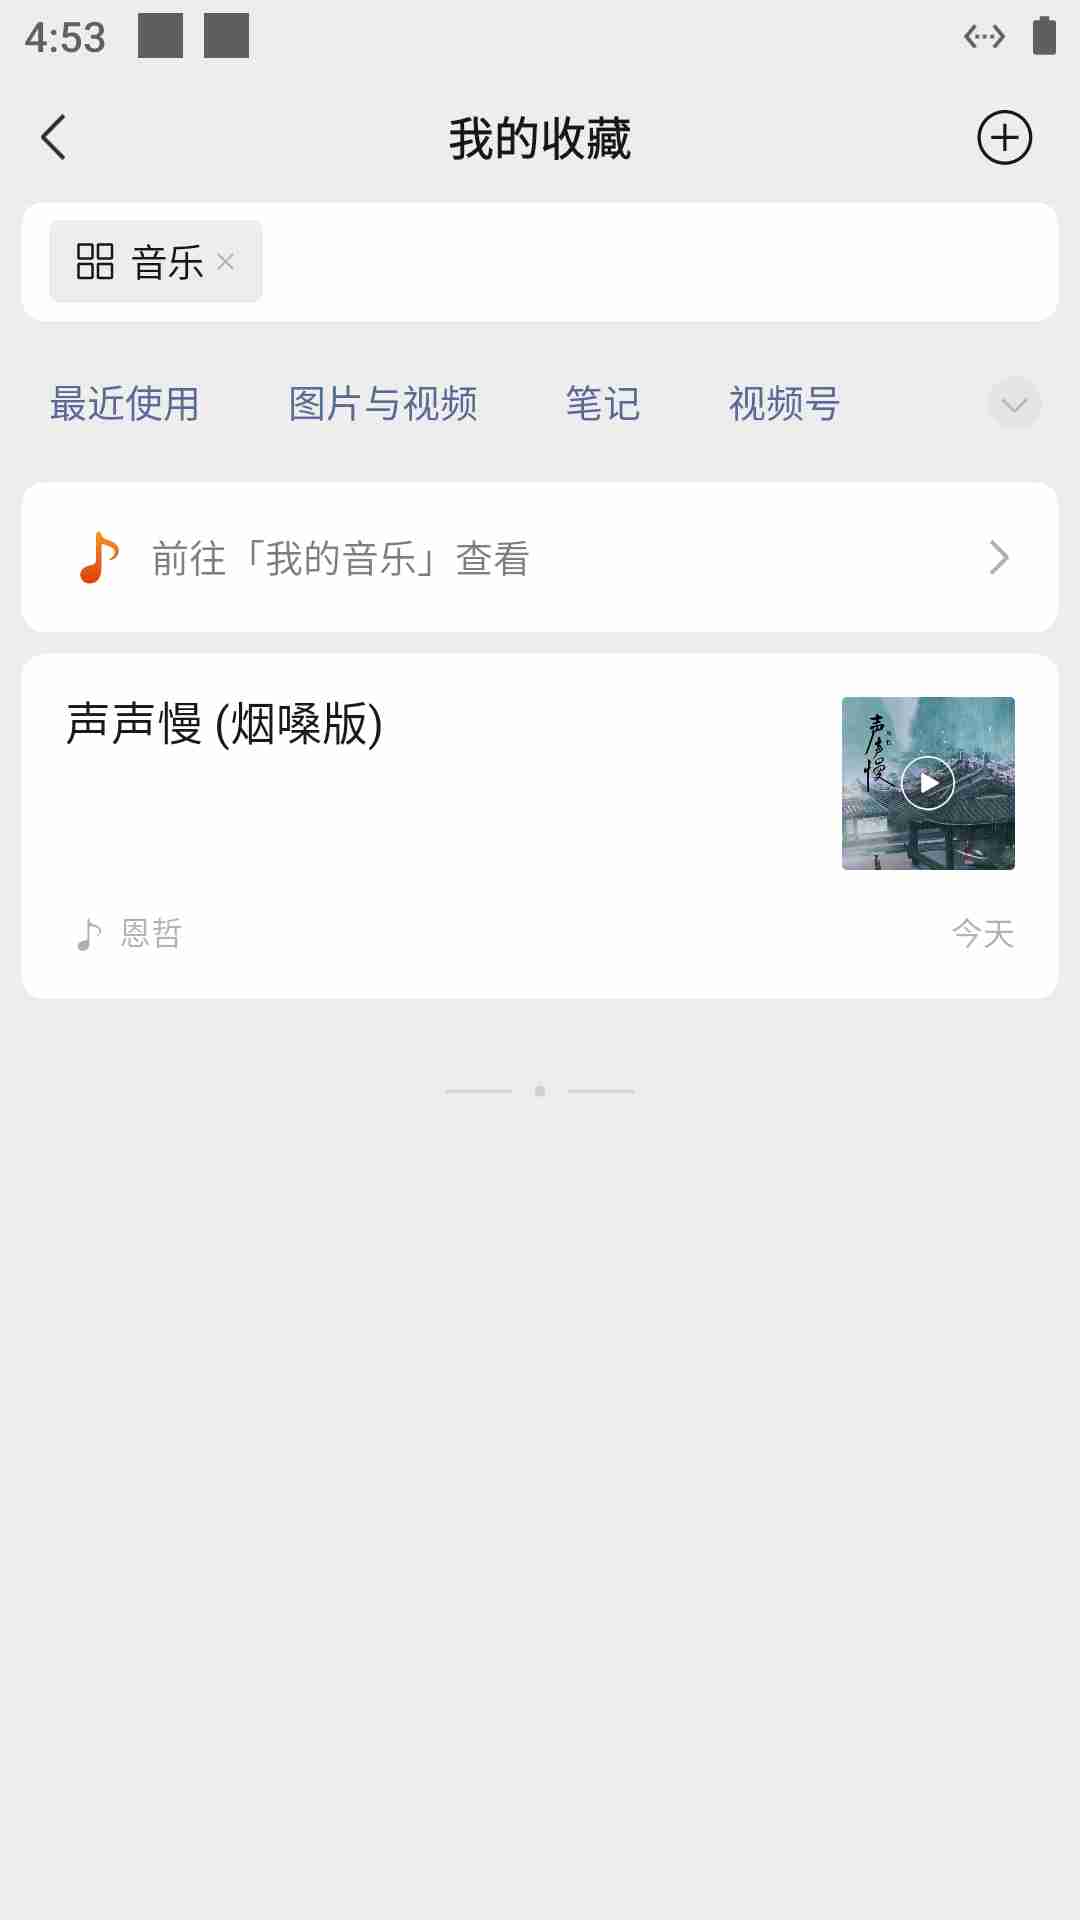 4:53
我的收藏
音乐
最近使用 图片与视频 笔记 视频号
前往「我的音乐」查看
声声慢 (烟嗓版)
声声慢
恩哲 今天